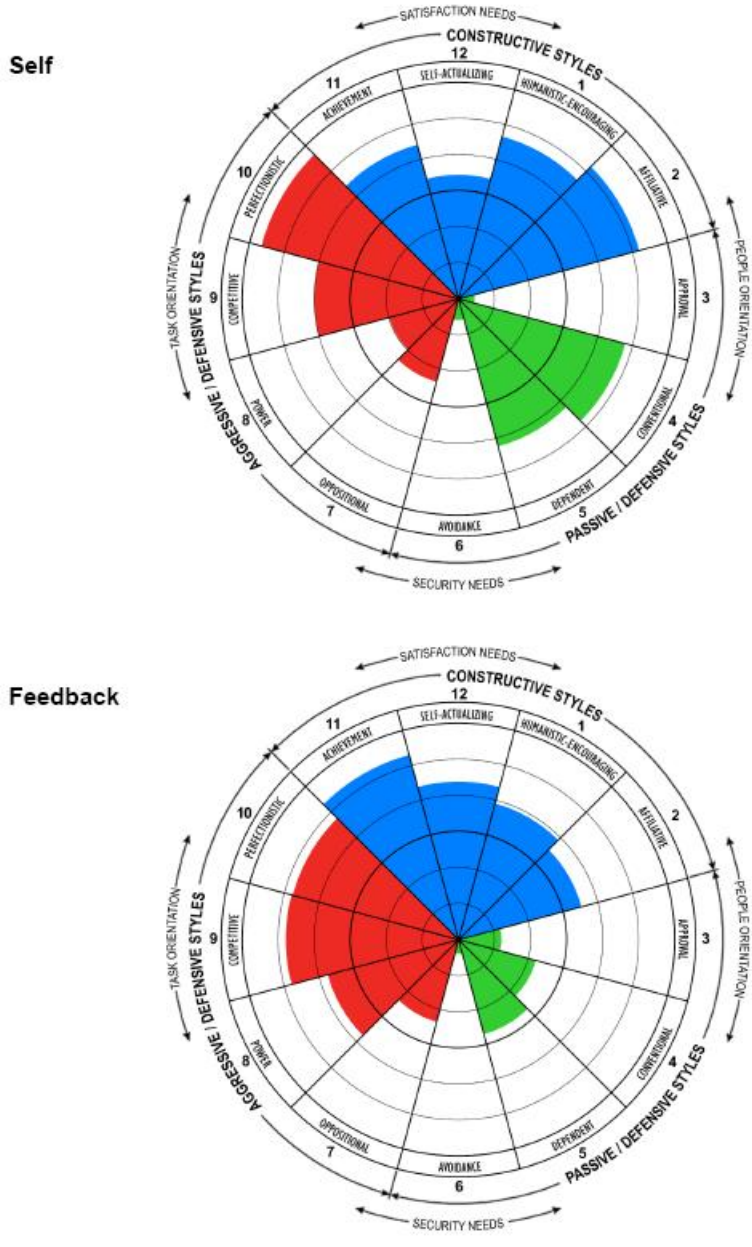 Self
SATISFACTION NEEDS
CONSTRUCTIVE STYLES
12
SELF-ACTUALIZING
1
HUMANISTIC-ENCOURAGING
2
AFFILIATIVE
PEOPLE ORIENTATION
3
APPROVAL
4
CONVENTIONAL
5
DEPENDENT
PASSIVE / DEFENSIVE STYLES
6
AVOIDANCE
SECURITY NEEDS
7
OPPOSITIONAL
8
POWER
9
COMPETITIVE
AGGRESSIVE / DEFENSIVE STYLES
TASK ORIENTATION
10
PERFECTIONISTIC
11
ACHIEVEMENT
Feedback
SATISFACTION NEEDS
CONSTRUCTIVE STYLES
12
SELF-ACTUALIZING
1
HUMANISTIC-ENCOURAGING
2
AFFILIATIVE
PEOPLE ORIENTATION
3
APPROVAL
4
CONVENTIONAL
5
DEPENDENT
PASSIVE / DEFENSIVE STYLES
6
AVOIDANCE
SECURITY NEEDS
7
OPPOSITIONAL
8
POWER
9
COMPETITIVE
AGGRESSIVE / DEFENSIVE STYLES
TASK ORIENTATION
10
PERFECTIONISTIC
11
ACHIEVEMENT